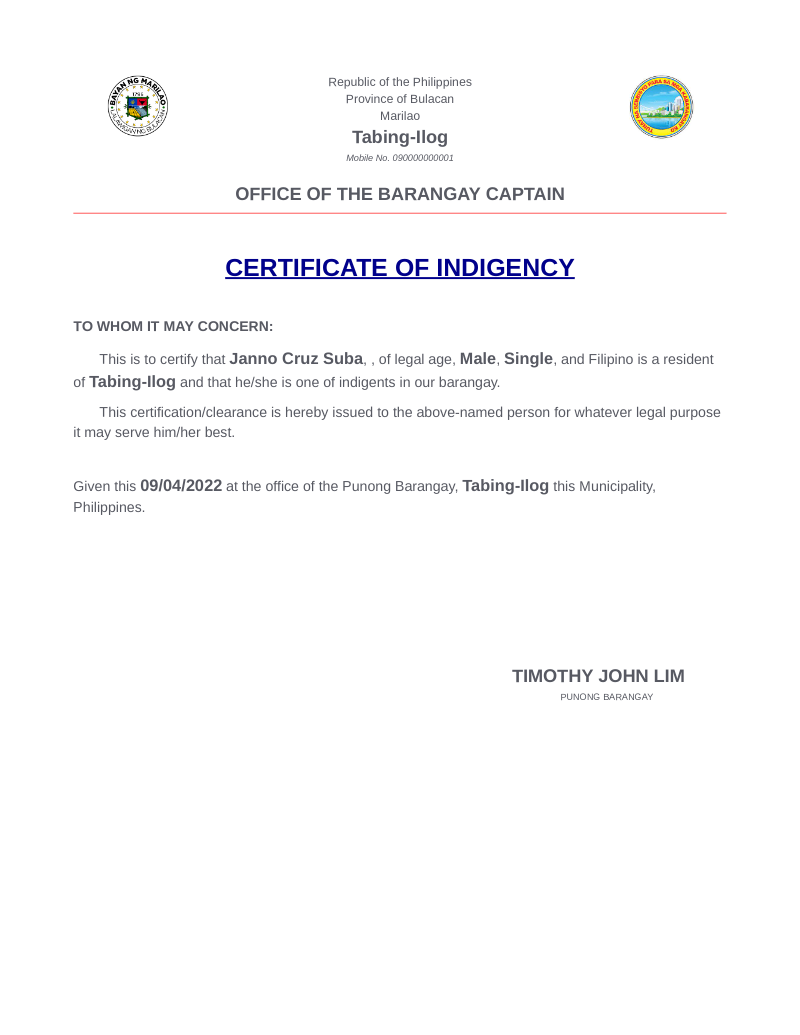 Republic of the Philippines
Province of Bulacan
Marilao
Tabing-Ilog
Mobile No. 090000000001
BAYAN NG MARILAO
OFFICE OF THE BARANGAY CAPTAIN
CERTIFICATE OF INDIGENCY
TO WHOM IT MAY CONCERN:
This is to certify that Janno Cruz Suba, , of legal age, Male, Single, and Filipino is a resident
of Tabing-Ilog and that he/she is one of indigents in our barangay.
This certification/clearance is hereby issued to the above-named person for whatever legal purpose
it may serve him/her best.
Given this 09/04/2022 at the office of the Punong Barangay, Tabing-Ilog this Municipality,
Philippines.
TIMOTHY JOHN LIM
PUNONG BARANGAY